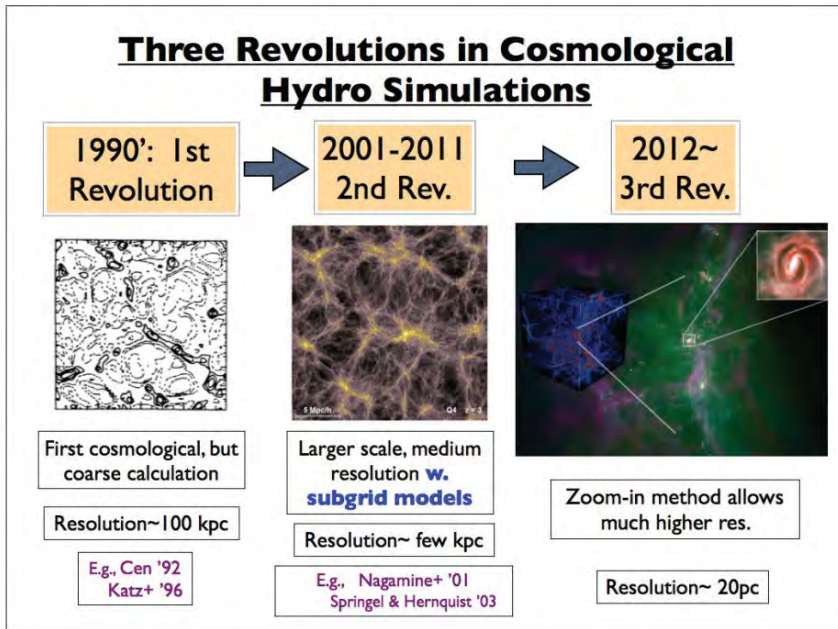 Three Revolutions in Cosmological
Hydro Simulations
1990': 1st
Revolution
2001-2011
2nd Rev.
2012~
3rd Rev.
5 Mpc/h
Q4 z = 3
First cosmological, but
coarse calculation
Resolution~100 kpc
E.g., Cen '92
Katz+ '96
Larger scale, medium
resolution w.
subgrid models
Resolution~ few kpc
E.g., Nagamine+ '01
Springel & Hernquist '03
Zoom-in method allows
much higher res.
Resolution~ 20pc